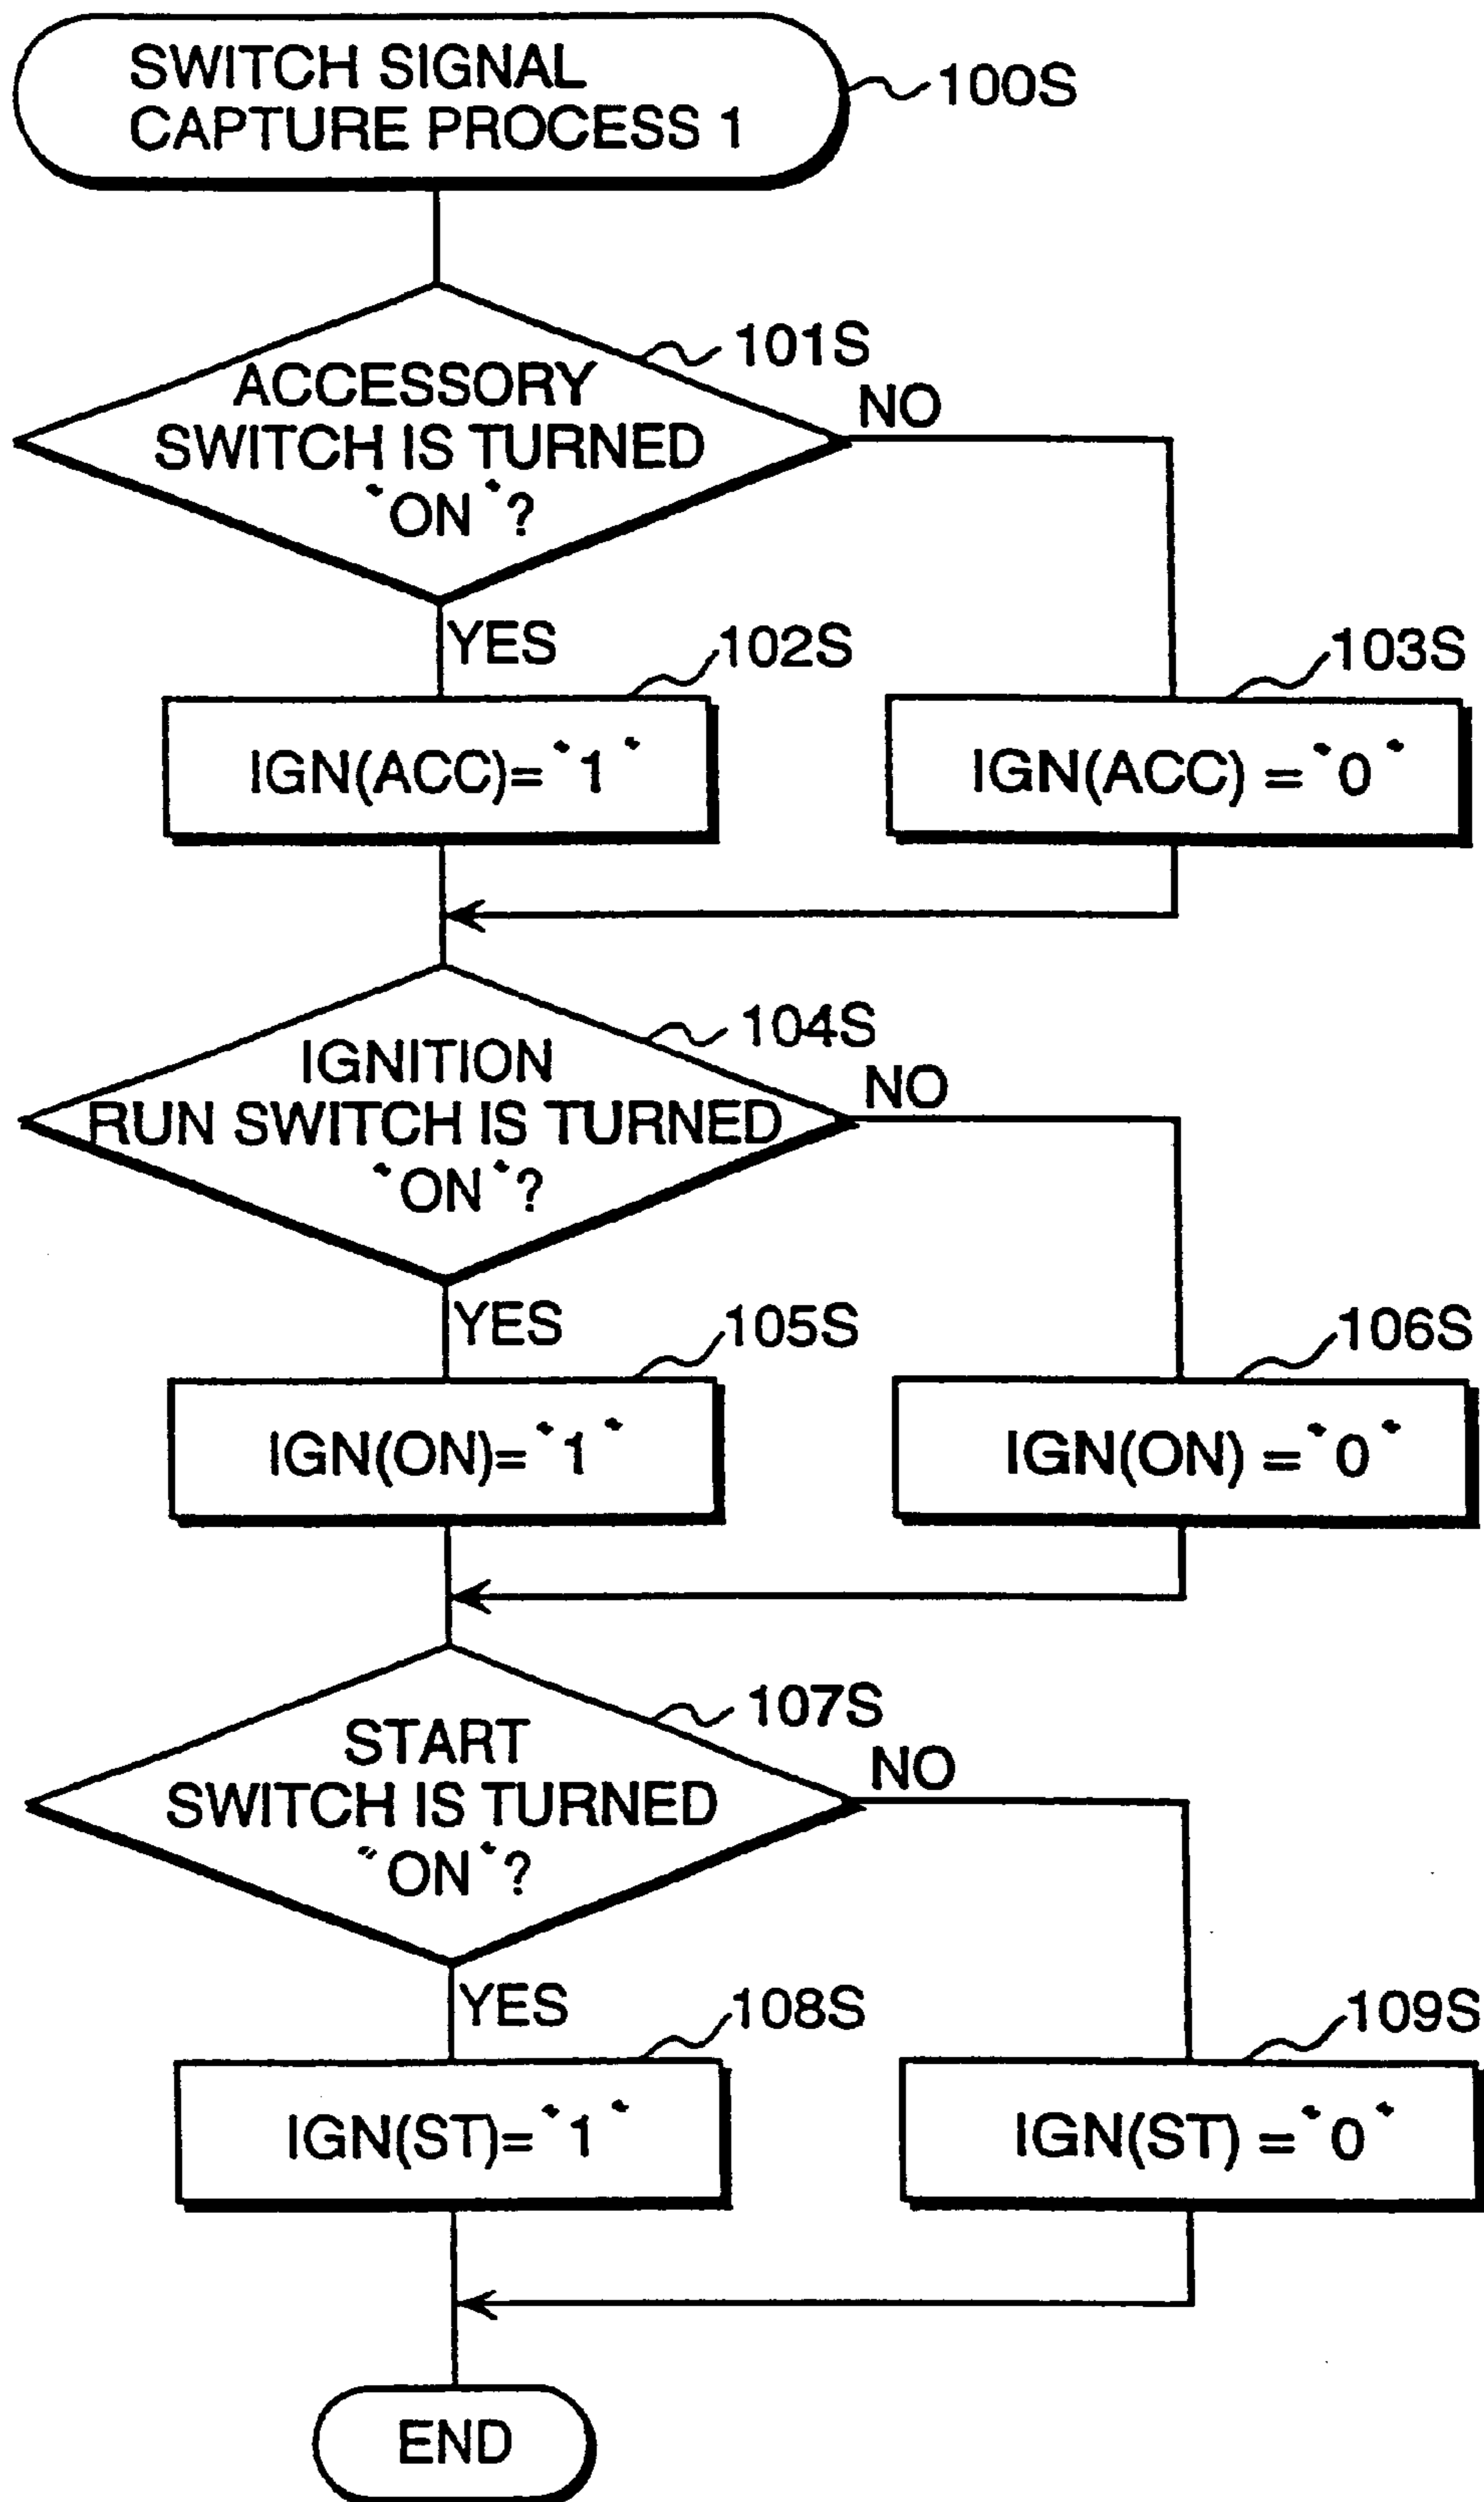 SWITCH SIGNAL
CAPTURE PROCESS 1
100S
101S
ACCESSORY
SWITCH IS TURNED
"ON"?
NO
YES
102S
103S
IGN(ACC)="1"
IGN(ACC) ="0"
104S
IGNITION
RUN SWITCH IS TURNED
"ON"?
NO
YES
105S
106S
IGN(ON)="1"
IGN(ON) ="0"
107S
START
SWITCH IS TURNED
"ON"?
NO
YES
108S
109S
IGN(ST)="1"
IGN(ST) ="0"
END